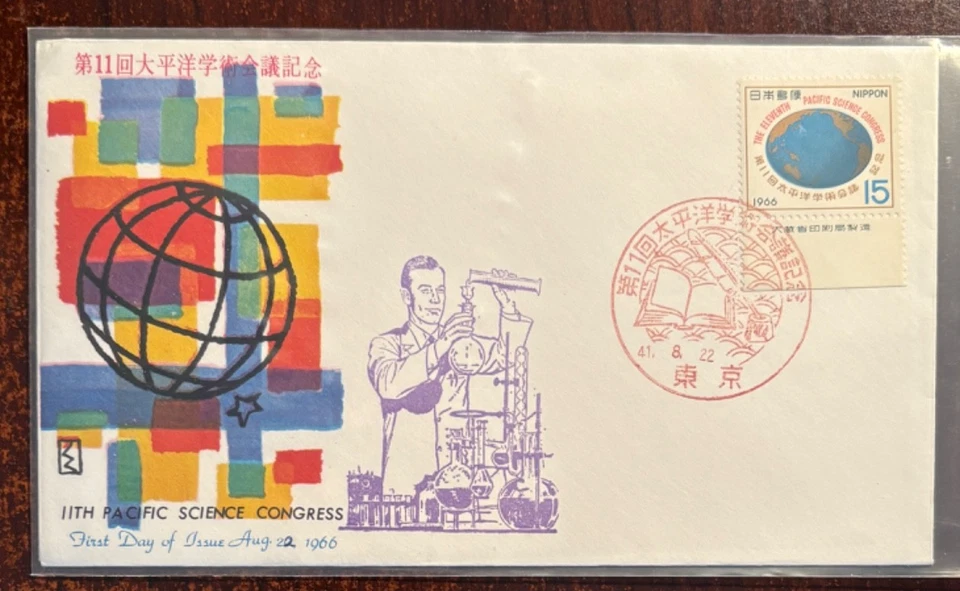 第11回太平洋学術会議記念
日本郵便 NIPPON
THE ELEVENTH PACIFIC SCIENCE CONGRESS
第11回太平洋学術会議記念
1966 15
大蔵省印刷局製造
第11回太平洋学術会議記念
41. 8. 22
東京
11TH PACIFIC SCIENCE CONGRESS
First Day of Issue Aug. 22 1966